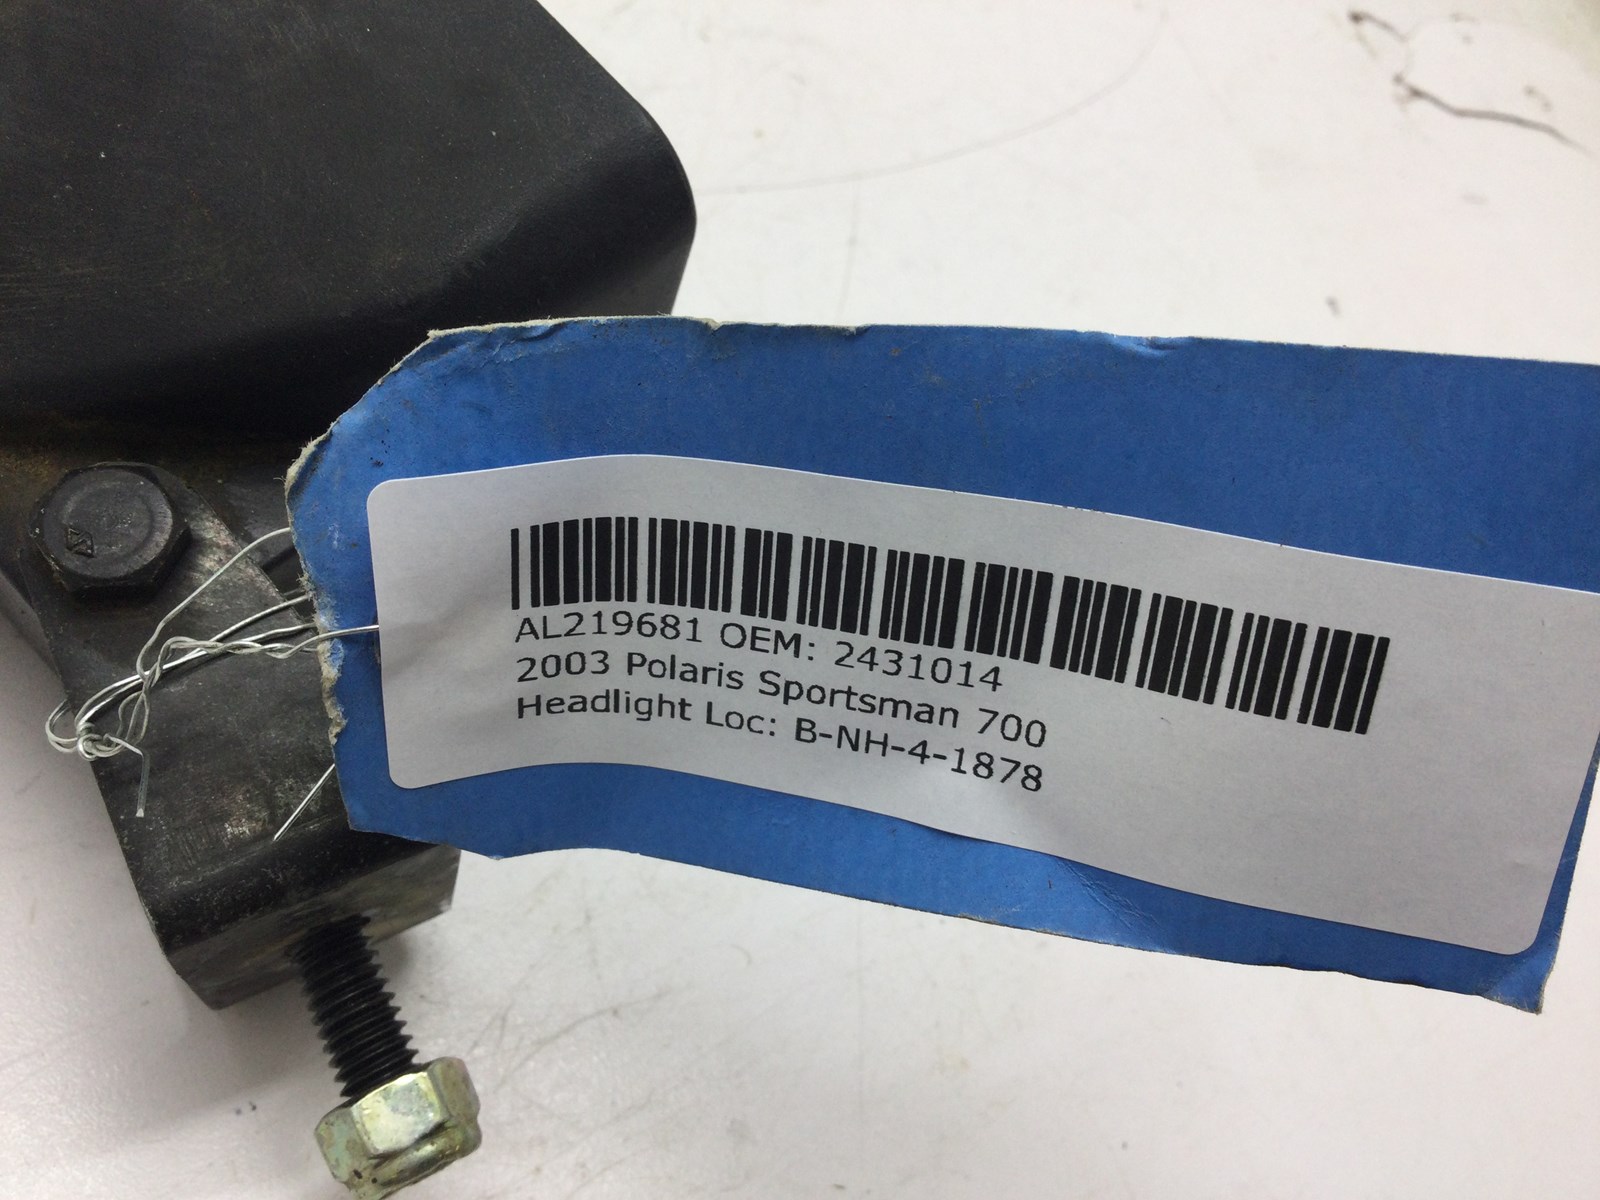 AL219681 OEM: 2431014
2003 Polaris Sportsman 700
Headlight Loc: B-NH-4-1878